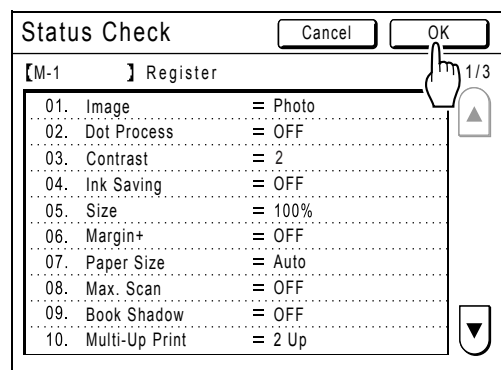 Status Check Cancel OK
【M-1 】 Register 1/3
01. Image = Photo
02. Dot Process = OFF
03. Contrast = 2
04. Ink Saving = OFF
05. Size = 100%
06. Margin+ = OFF
07. Paper Size = Auto
08. Max. Scan = OFF
09. Book Shadow = OFF
10. Multi-Up Print = 2 Up